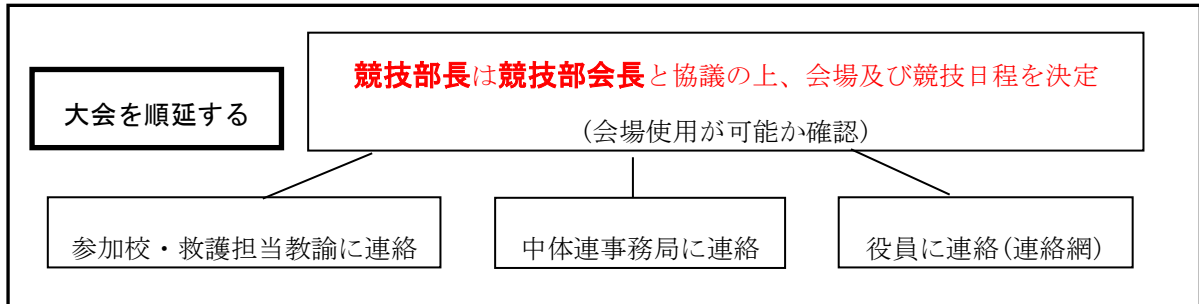 競技部長は競技部会長と協議の上、会場及び競技日程を決定
大会を順延する
(会場使用が可能か確認)
参加校・救護担当教諭に連絡
中体連事務局に連絡
役員に連絡(連絡網)